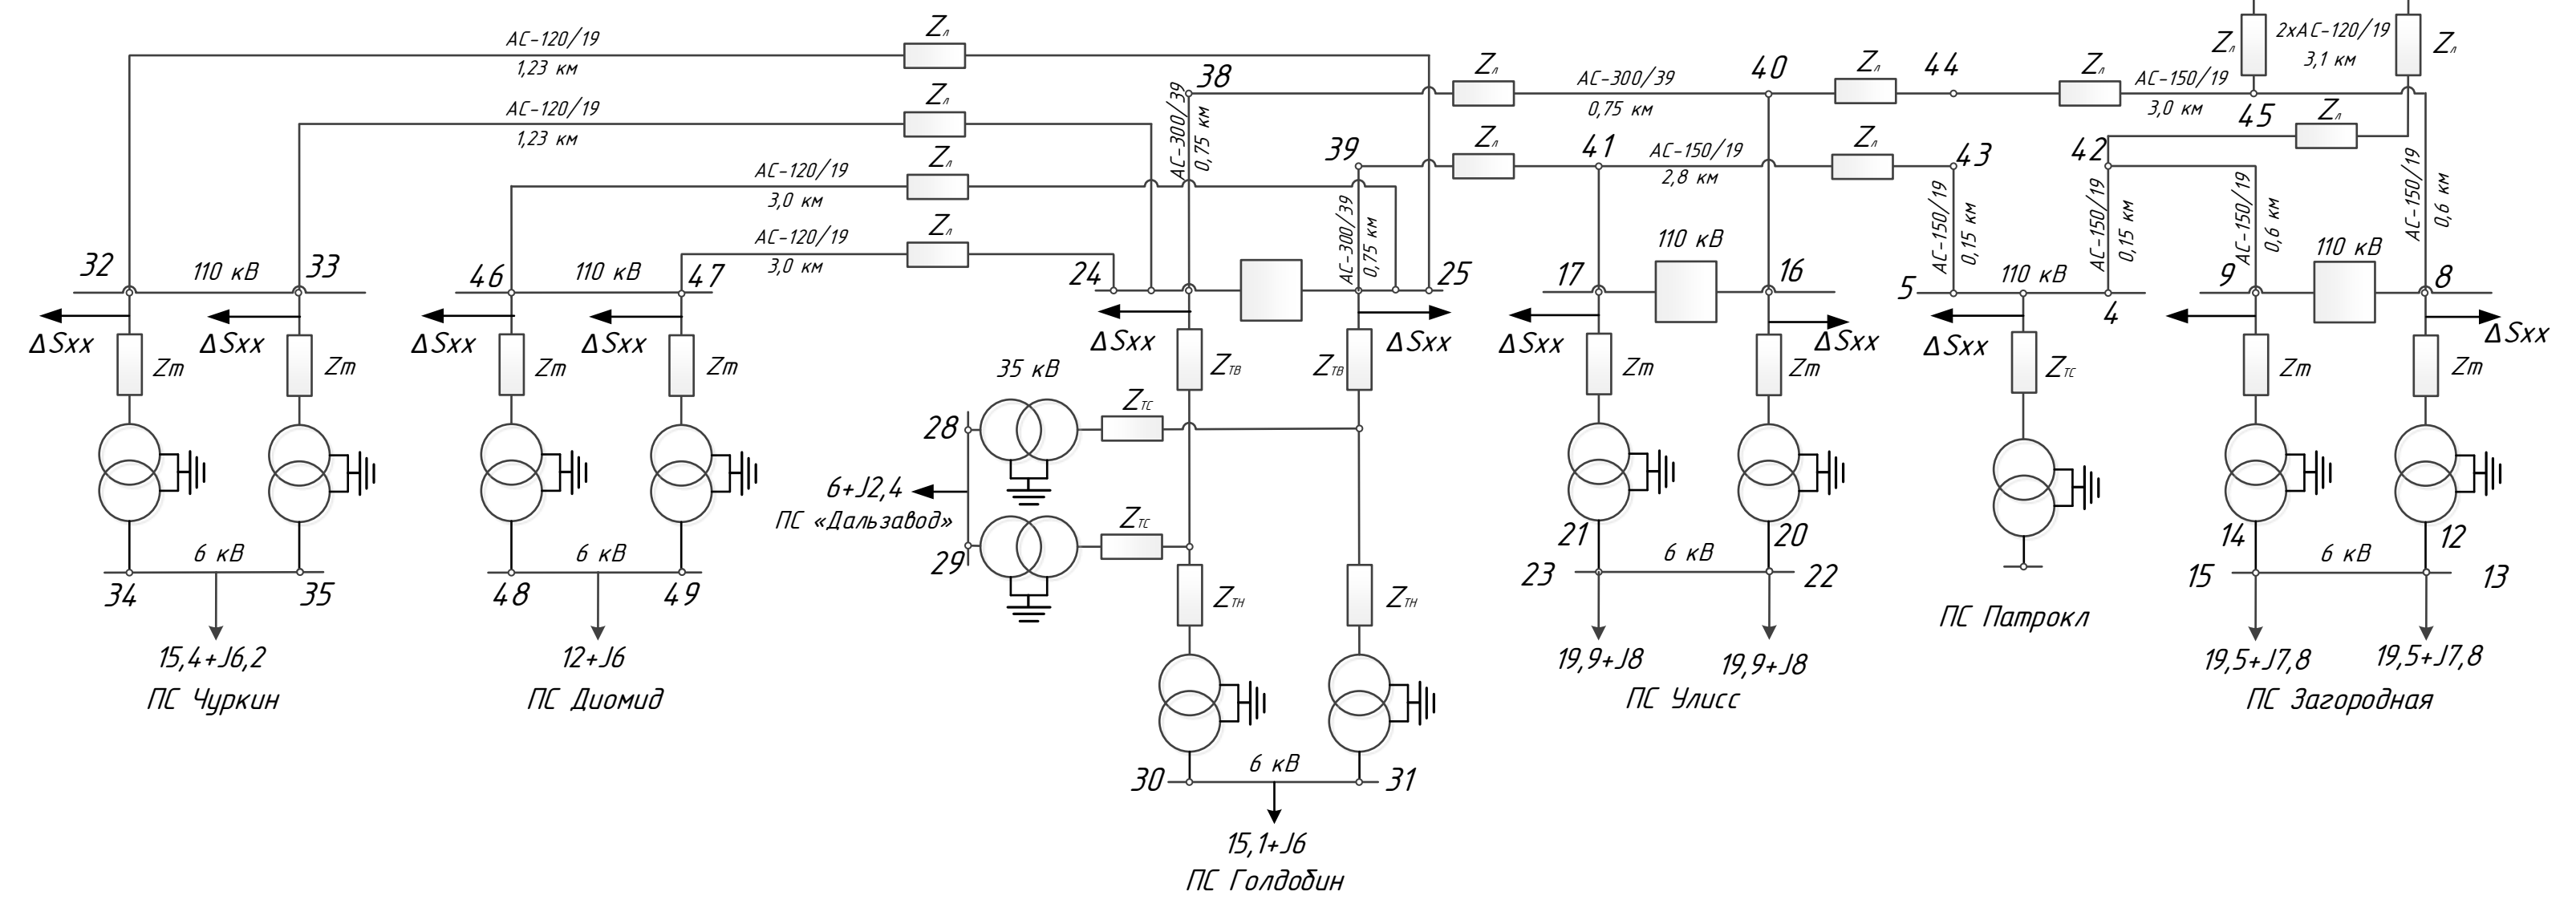 Zл
АС-120/19
1,23 км
Zл
АС-120/19
1,23 км
Zл
АС-120/19
3,0 км
Zл
АС-120/19
3,0 км
38
АС-300/39
0,75 км
Zл
АС-300/39
0,75 км
40
Zл
44
Zл
АС-150/19
3,0 км
Zл
2хАС-120/19
3,1 км
Zл
45
Zл
39
АС-300/39
0,75 км
Zл
41
АС-150/19
2,8 км
Zл
43
АС-150/19
0,15 км
42
АС-150/19
0,15 км
АС-150/19
0,6 км
АС-150/19
0,6 км
32
110 кВ
33
46
110 кВ
47
24
25
17
110 кВ
16
5
110 кВ
4
9
110 кВ
8
ΔSхх
Zт
ΔSхх
Zт
ΔSхх
Zт
ΔSхх
Zт
ΔSхх
ZТВ
ZТВ
ΔSхх
ΔSхх
Zт
Zт
ΔSхх
ΔSхх
ZТС
Zт
Zт
ΔSхх
35 кВ
28
ZТС
6+J2,4
ПС «Дальзавод»
29
ZТС
ZТН
ZТН
6 кВ
34
35
15,4+J6,2
ПС Чуркин
6 кВ
48
49
12+J6
ПС Диомид
30
6 кВ
31
15,1+J6
ПС Голдобин
21
20
23
6 кВ
22
19,9+J8
19,9+J8
ПС Улисс
ПС Патрокл
14
12
15
6 кВ
13
19,5+J7,8
19,5+J7,8
ПС Загородная